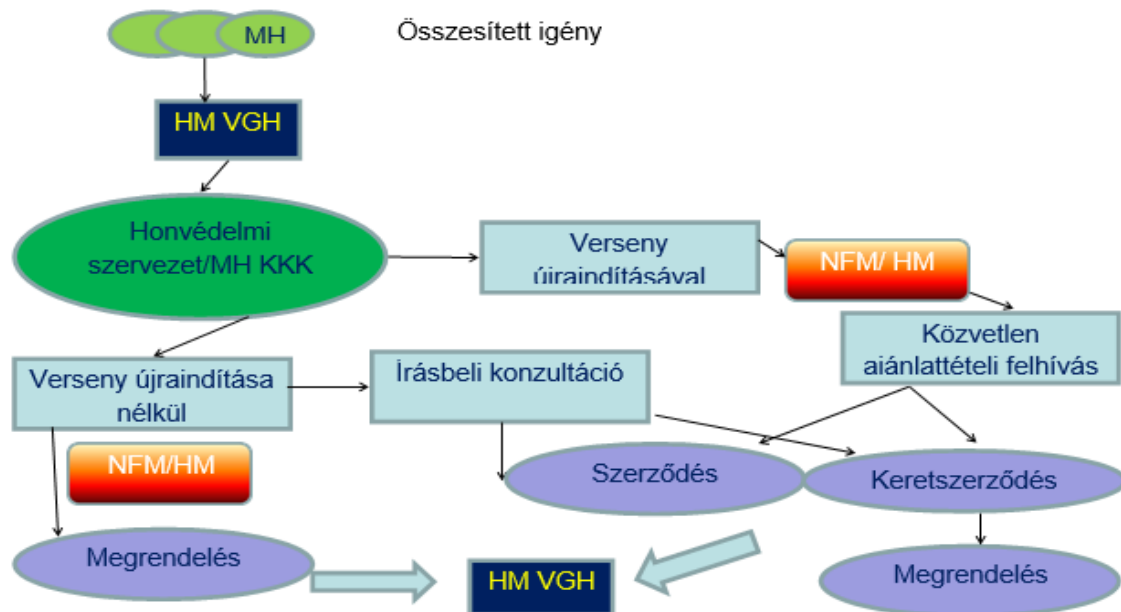 MH
Összesített igény
HM VGH
Honvédelmi
szervezet/MH KKK
Verseny
újraindításával
NFM/ HM
Közvetlen
aiánlattételi felhívás
Verseny újraindítása
nélkül
Írásbeli konzultáció
NFM/HM
Szerződés
Keretszerződés
Megrendelés
HM VGH
Megrendelés